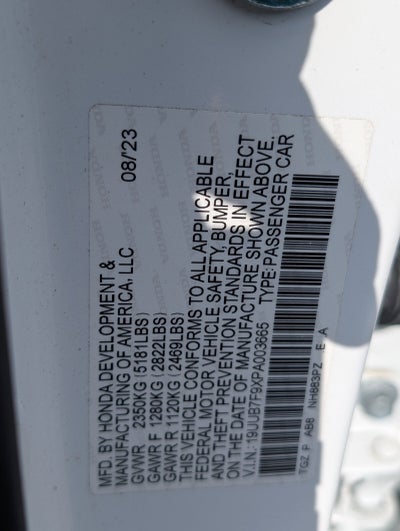 MFD. BY HONDA DEVELOPMENT &
MANUFACTURING OF AMERICA, LLC 08/'23
GVWR 2350KG (5181LBS)
GAWR F 1280KG (2822LBS)
GAWR R 1120KG (2469LBS)
THIS VEHICLE CONFORMS TO ALL APPLICABLE
FEDERAL MOTOR VEHICLE SAFETY, BUMPER,
AND THEFT PREVENTION STANDARDS IN EFFECT
ON THE DATE OF MANUFACTURE SHOWN ABOVE.
V.I.N.: 19UUB7F9XPA003665 TYPE: PASSENGER CAR
TGZ P AB8 NH883PZ E A